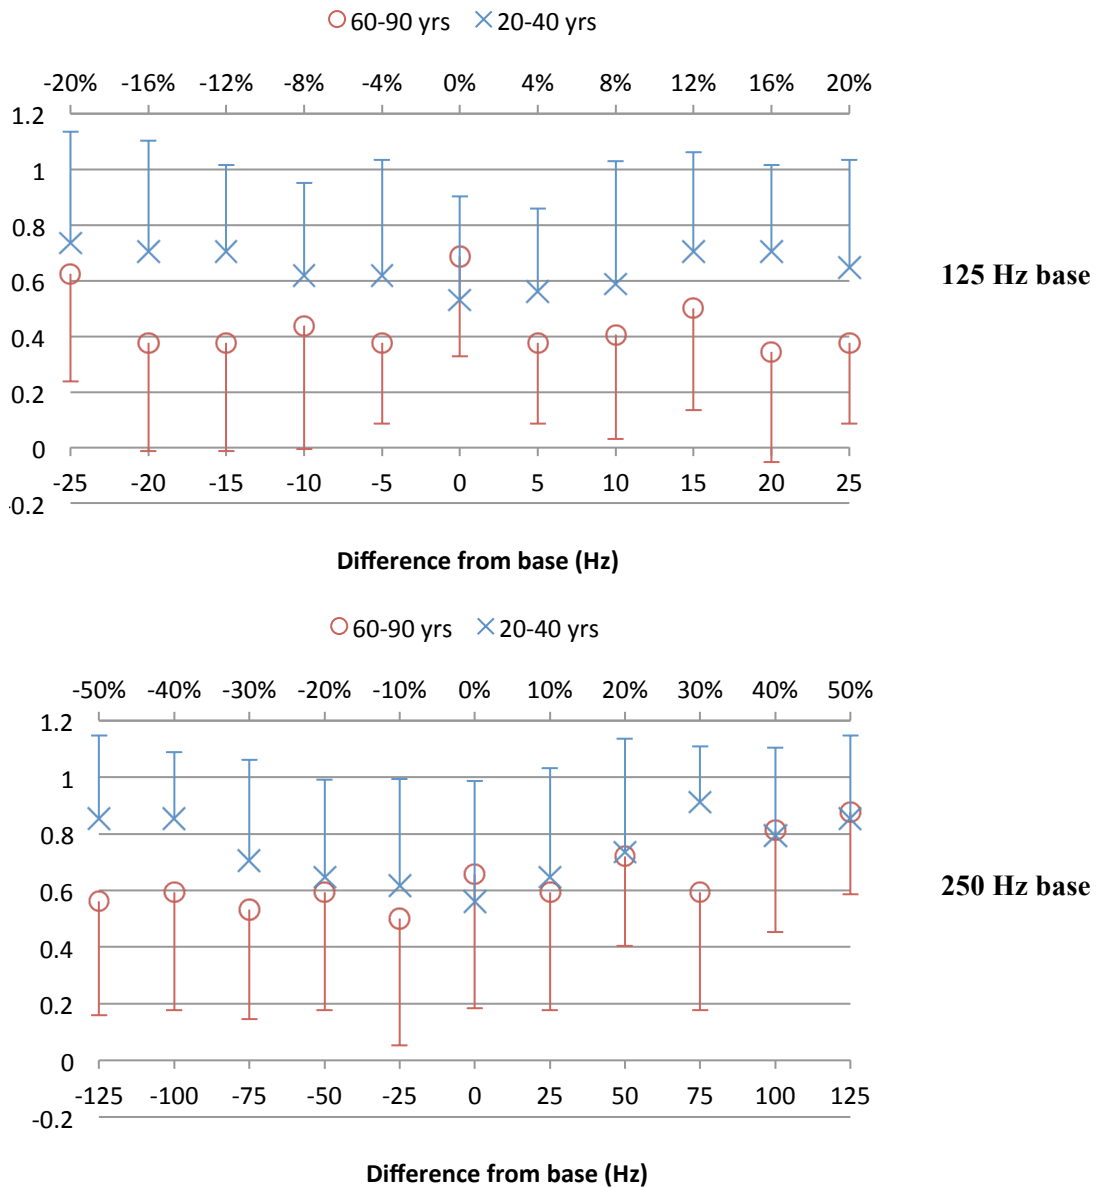 60-90 yrs 20-40 yrs
-20% -16% -12% -8% -4% 0% 4% 8% 12% 16% 20%
1.2
1
0.8
0.6
125 Hz base
0.4
0.2
0
-25 -20 -15 -10 -5 0 5 10 15 20 25
-0.2
Difference from base (Hz)
60-90 yrs 20-40 yrs
-50% -40% -30% -20% -10% 0% 10% 20% 30% 40% 50%
1.2
1
0.8
0.6
250 Hz base
0.4
0.2
0
-125 -100 -75 -50 -25 0 25 50 75 100 125
-0.2
Difference from base (Hz)